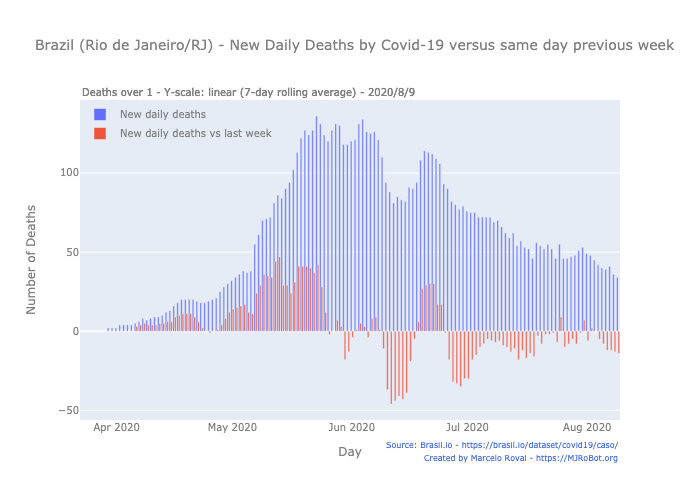 Brazil (Rio de Janeiro/RJ) - New Daily Deaths by Covid-19 versus same day previous week
Deaths over 1 - Y-scale: linear (7-day rolling average) - 2020/8/9
New daily deaths
New daily deaths vs last week
100
50
0
−50
Number of Deaths
Apr 2020
May 2020
Jun 2020
Jul 2020
Aug 2020
Day
Source: Brasil.io - https://brasil.io/dataset/covid19/caso/
Created by Marcelo Rovai - https://MJRoBot.org